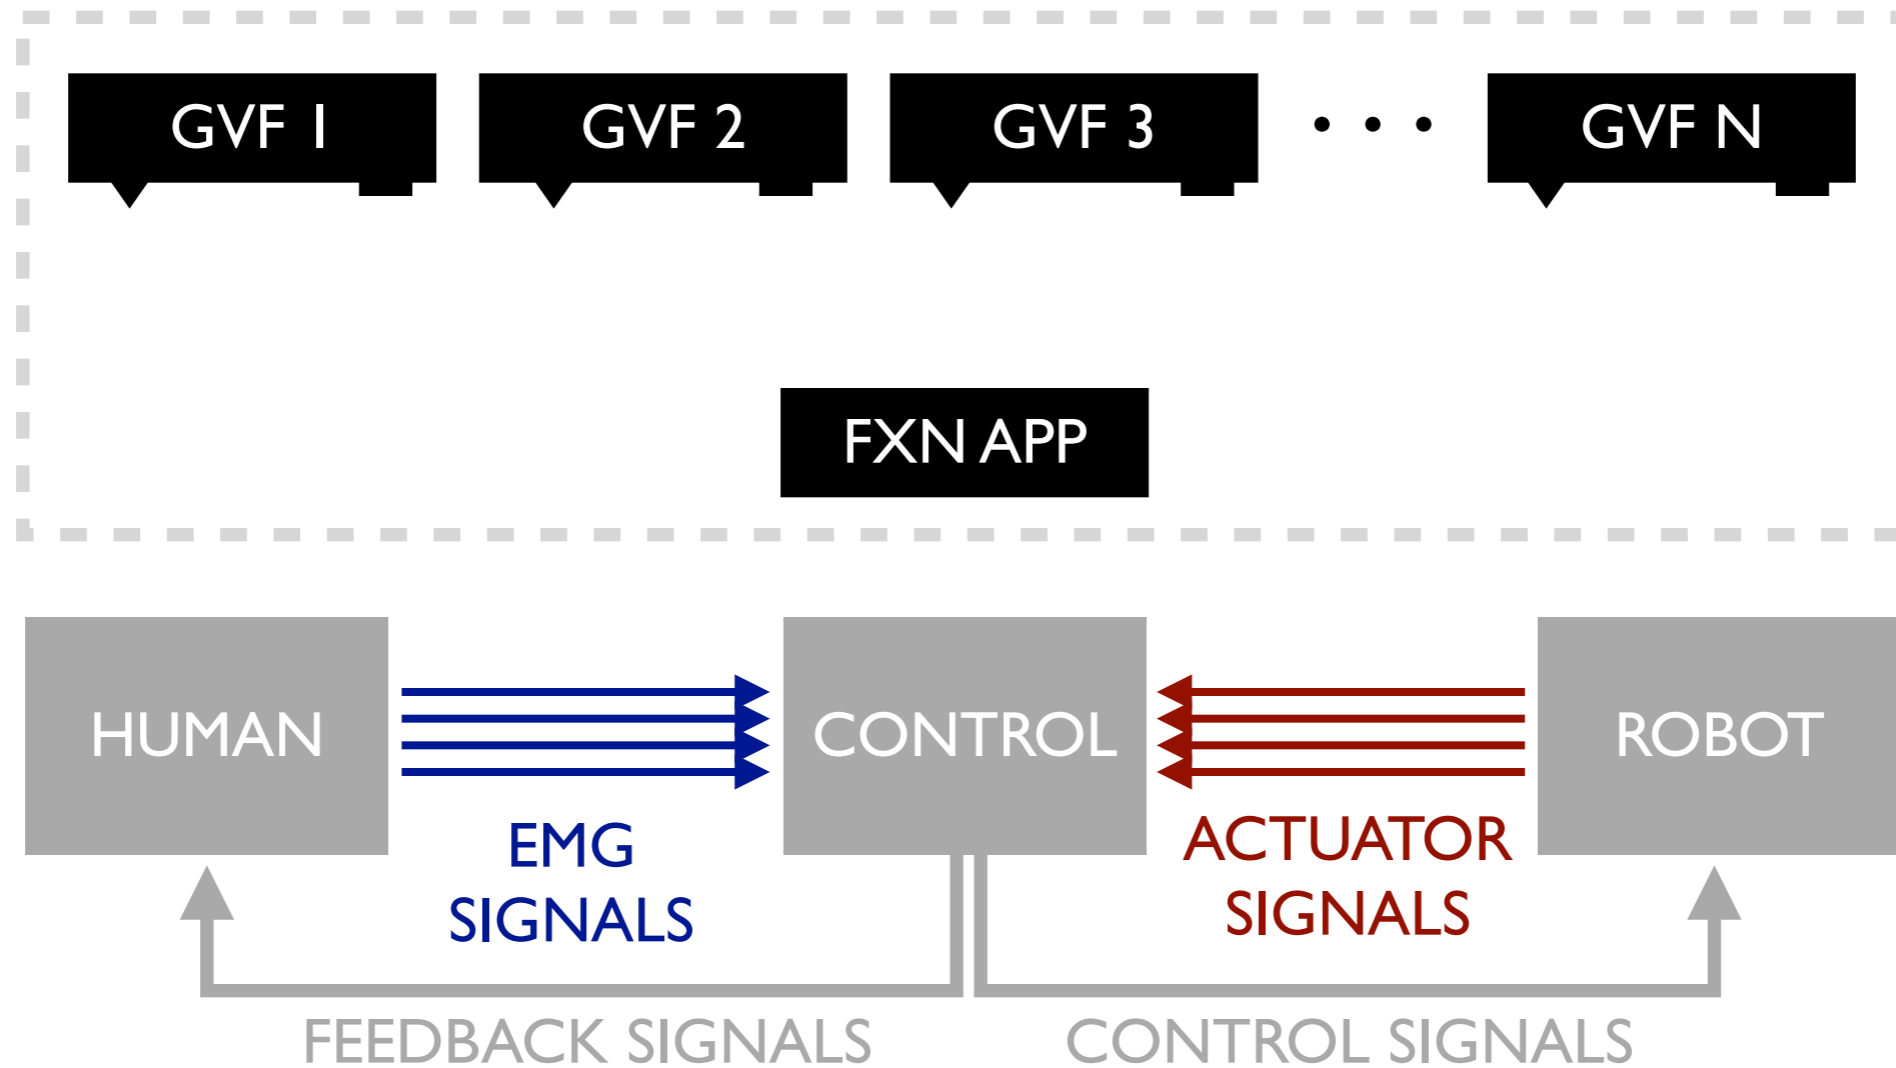 GVF 1
GVF 2
GVF 3
• • •
GVF N
FXN APP
HUMAN
CONTROL
ROBOT
EMG
SIGNALS
ACTUATOR
SIGNALS
FEEDBACK SIGNALS
CONTROL SIGNALS